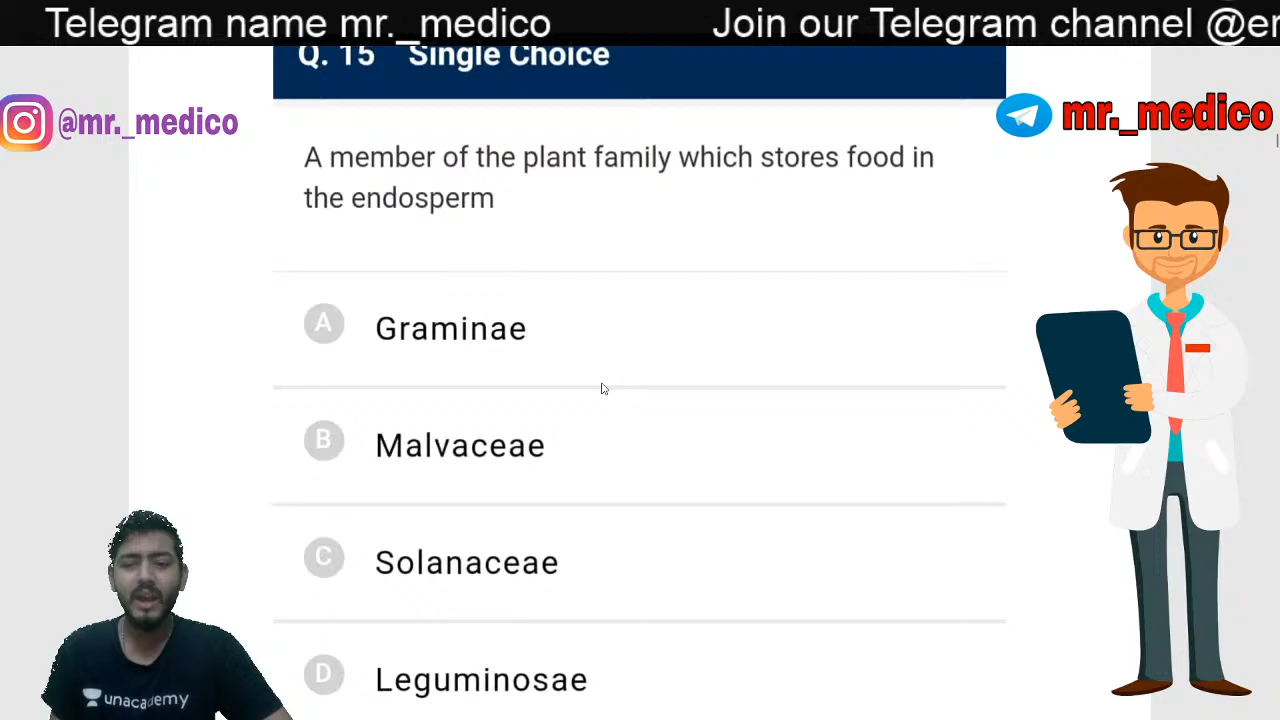 Telegram name mr._medico Join our Telegram channel @er
Q. 15 Single Choice
@mr._medico
mr._medico
A member of the plant family which stores food in
the endosperm
A Graminae
B Malvaceae
C Solanaceae
D Leguminosae
unacademy